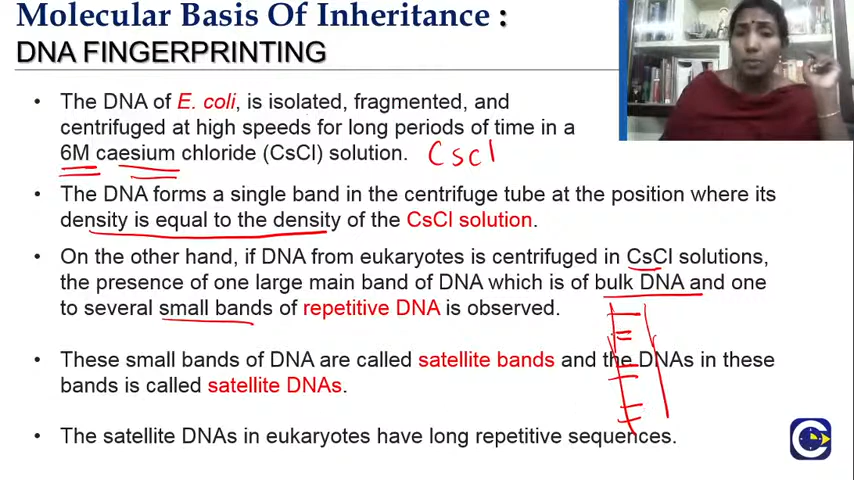 Molecular Basis Of Inheritance :
DNA FINGERPRINTING
• The DNA of E. coli, is isolated, fragmented, and
centrifuged at high speeds for long periods of time in a
6M caesium chloride (CsCl) solution. Cscl
• The DNA forms a single band in the centrifuge tube at the position where its
density is equal to the density of the CsCl solution.
• On the other hand, if DNA from eukaryotes is centrifuged in CsCl solutions,
the presence of one large main band of DNA which is of bulk DNA and one
to several small bands of repetitive DNA is observed.
• These small bands of DNA are called satellite bands and the DNAs in these
bands is called satellite DNAs.
• The satellite DNAs in eukaryotes have long repetitive sequences.